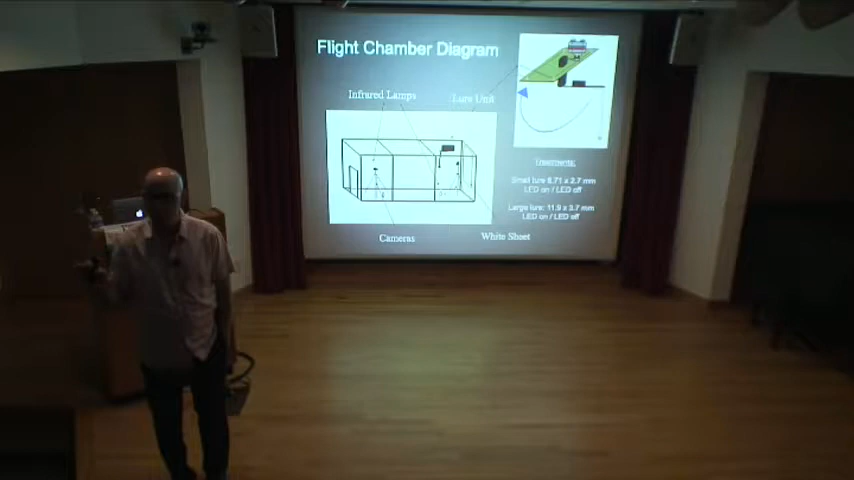 Flight Chamber Diagram
Infrared Lamps
Lure Unit
Treatments:
Small lure 8.71 x 2.7 mm
LED on / LED off
Large lure: 11.9 x 3.7 mm
LED on / LED off
Cameras
White Sheet